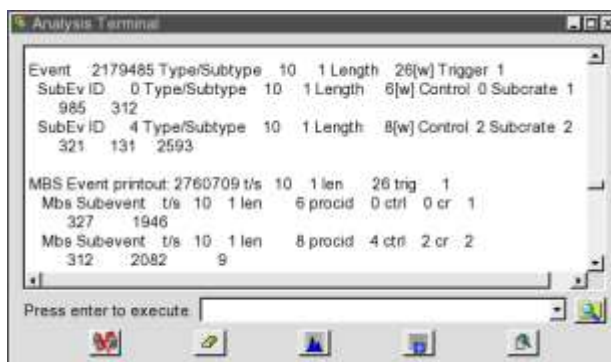 Analysis Terminal
Event 2179485 Type/Subtype 10 1 Length 26[w] Trigger 1
SubEv ID 0 Type/Subtype 10 1 Length 6[w] Control 0 Subcrate 1
985 312
SubEv ID 4 Type/Subtype 10 1 Length 8[w] Control 2 Subcrate 2
321 131 2593
MBS Event printout: 2760709 t/s 10 1 len 26 trig 1
Mbs Subevent t/s 10 1 len 6 procid 0 ctrl 0 cr 1
327 1946
Mbs Subevent t/s 10 1 len 8 procid 4 ctrl 2 cr 2
312 2082 9
Press enter to execute